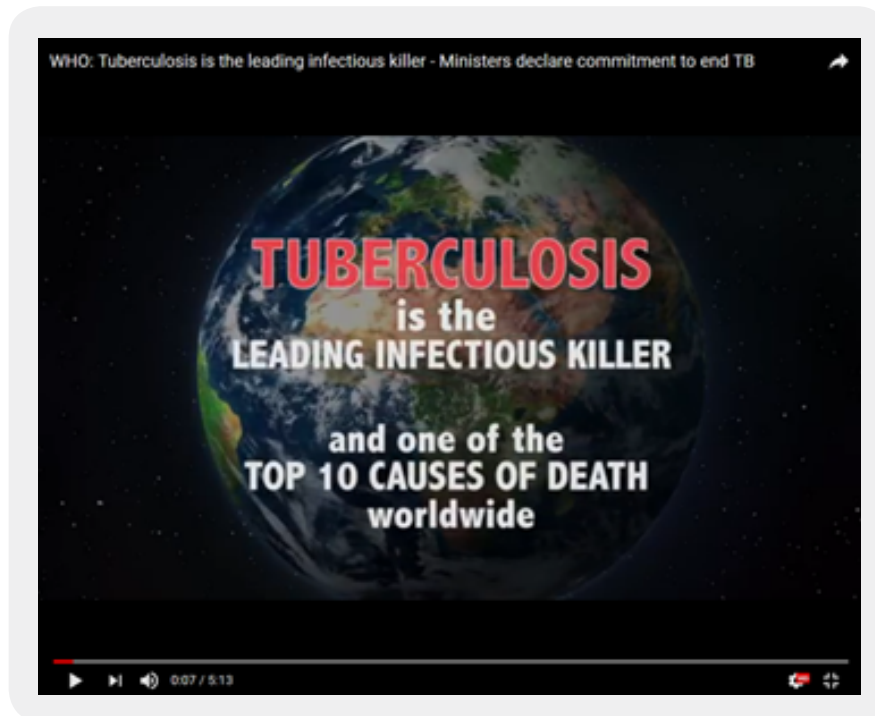 WHO: Tuberculosis is the leading infectious killer - Ministers declare commitment to end TB
TUBERCULOSIS
is the
LEADING INFECTIOUS KILLER
and one of the
TOP 10 CAUSES OF DEATH
worldwide
0:07 / 5:13